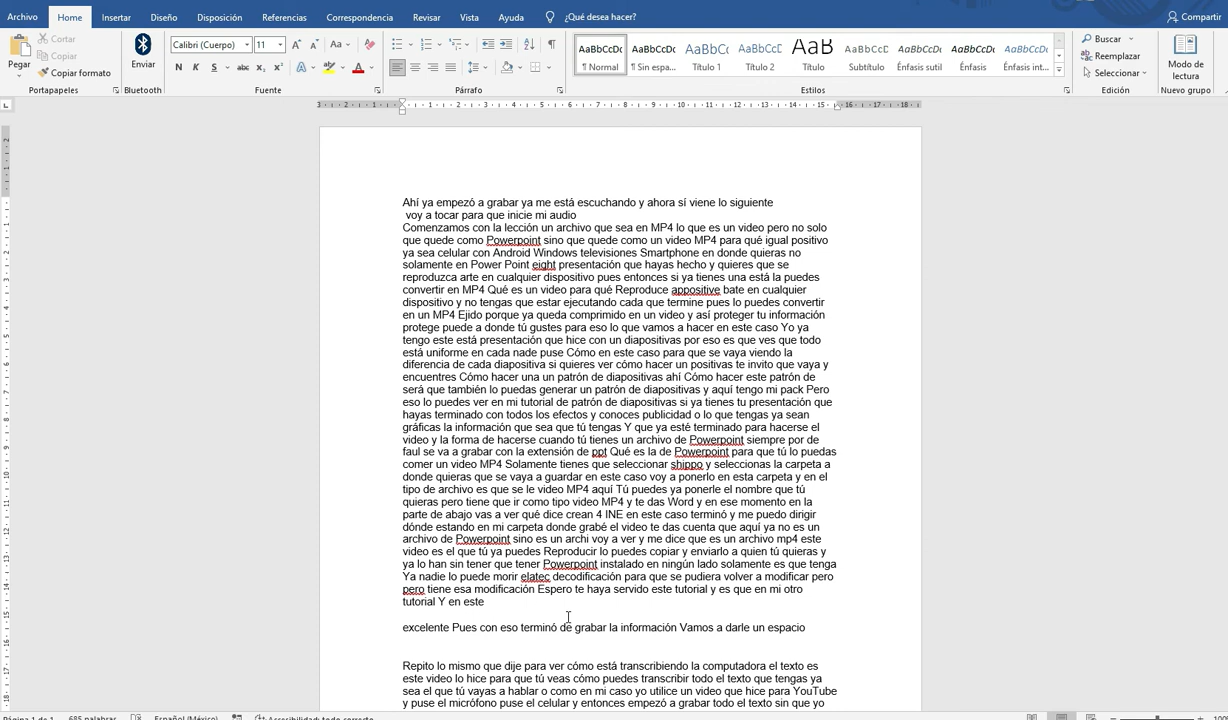 Archivo Home Insertar Diseño Disposición Referencias Correspondencia Revisar Vista Ayuda ¿Qué desea hacer? Compartir
Pegar Cortar Copiar Copiar formato
Enviar
Calibri (Cuerpo) 11 Aa
N K S abc x₂ x² A A
AaBbCcDc AaBbCcDc AaBbCc AaBbCcD AaB AaBbCcD AaBbCcDc AaBbCcDc AaBbCcDc
¶ Normal ¶ Sin espa... Título 1 Título 2 Título Subtítulo Énfasis sutil Énfasis Énfasis int...
Buscar
Reemplazar
Seleccionar
Modo de lectura
Portapapeles Bluetooth Fuente Párrafo Estilos Edición Nuevo grupo
3 2 1 1 2 3 4 5 6 7 8 9 10 11 12 13 14 15 16 17 18
Ahí ya empezó a grabar ya me está escuchando y ahora sí viene lo siguiente
voy a tocar para que inicie mi audio
Comenzamos con la lección un archivo que sea en MP4 lo que es un video pero no solo
que quede como Powerpoint sino que quede como un video MP4 para qué igual positivo
ya sea celular con Android Windows televisiones Smartphone en donde quieras no
solamente en Power Point eight presentación que hayas hecho y quieres que se
reproduzca arte en cualquier dispositivo pues entonces si ya tienes una está la puedes
convertir en MP4 Qué es un video para qué Reproduce appositive bate en cualquier
dispositivo y no tengas que estar ejecutando cada que termine pues lo puedes convertir
en un MP4 Ejido porque ya queda comprimido en un video y así proteger tu información
protege puede a donde tú gustes para eso lo que vamos a hacer en este caso Yo ya
tengo este está presentación que hice con un diapositivas por eso es que ves que todo
está uniforme en cada nade puse Cómo en este caso para que se vaya viendo la
diferencia de cada diapositiva si quieres ver cómo hacer un positivas te invito que vaya y
encuentres Cómo hacer una un patrón de diapositivas ahí Cómo hacer este patrón de
será que también lo puedas generar un patrón de diapositivas y aquí tengo mi pack Pero
eso lo puedes ver en mi tutorial de patrón de diapositivas si ya tienes tu presentación que
hayas terminado con todos los efectos y conoces publicidad o lo que tengas ya sean
gráficas la información que sea que tú tengas Y que ya esté terminado para hacerse el
video y la forma de hacerse cuando tú tienes un archivo de Powerpoint siempre por de
faul se va a grabar con la extensión de ppt Qué es la de Powerpoint para que tú lo puedas
comer un video MP4 Solamente tienes que seleccionar shippo y seleccionas la carpeta a
donde quieras que se vaya a guardar en este caso voy a ponerlo en esta carpeta y en el
tipo de archivo es que se le video MP4 aquí Tú puedes ya ponerle el nombre que tú
quieras pero tiene que ir como tipo video MP4 y te das Word y en ese momento en la
parte de abajo vas a ver qué dice crean 4 INE en este caso terminó y me puedo dirigir
dónde estando en mi carpeta donde grabé el video te das cuenta que aquí ya no es un
archivo de Powerpoint sino es un archi voy a ver y me dice que es un archivo mp4 este
video es el que tú ya puedes Reproducir lo puedes copiar y enviarlo a quien tú quieras y
ya lo han sin tener que tener Powerpoint instalado en ningún lado solamente es que tenga
Ya nadie lo puede morir elatec decodificación para que se pudiera volver a modificar pero
pero tiene esa modificación Espero te haya servido este tutorial y es que en mi otro
tutorial Y en este
excelente Pues con eso terminó de grabar la información Vamos a darle un espacio
Repito lo mismo que dije para ver cómo está transcribiendo la computadora el texto es
este video lo hice para que tú veas cómo puedes transcribir todo el texto que tengas ya
sea el que tú vayas a hablar o como en mi caso yo utilice un video que hice para YouTube
y puse el micrófono puse el celular y entonces empezó a grabar todo el texto sin que yo
Página 1 de 1 685 palabras Español (México) Accesibilidad: todo correcto